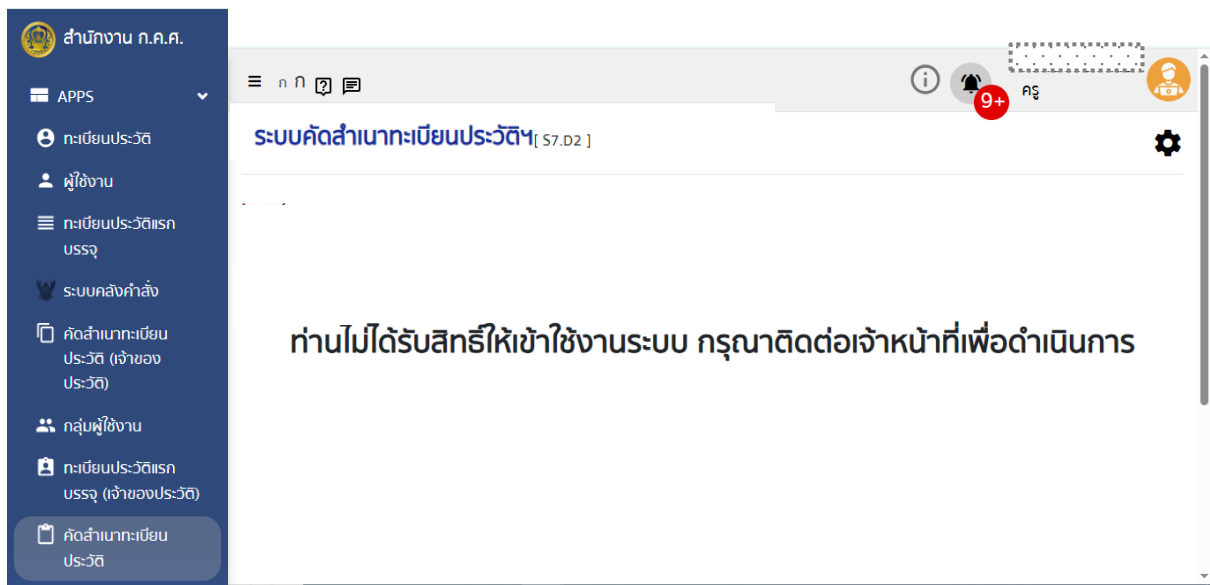 สำนักงาน ก.ค.ศ.
APPS
ทะเบียนประวัติ
ผู้ใช้งาน
ทะเบียนประวัติแรก
บรรจุ
ระบบคลังคำสั่ง
คัดสำเนาทะเบียน
ประวัติ (เจ้าของ
ประวัติ)
กลุ่มผู้ใช้งาน
ทะเบียนประวัติแรก
บรรจุ (เจ้าของประวัติ)
คัดสำเนาทะเบียน
ประวัติ
ก ก
9+
ครู
ระบบคัดสำเนาทะเบียนประวัติฯ[ S7.D2 ]
ท่านไม่ได้รับสิทธิ์ให้เข้าใช้งานระบบ กรุณาติดต่อเจ้าหน้าที่เพื่อดำเนินการ